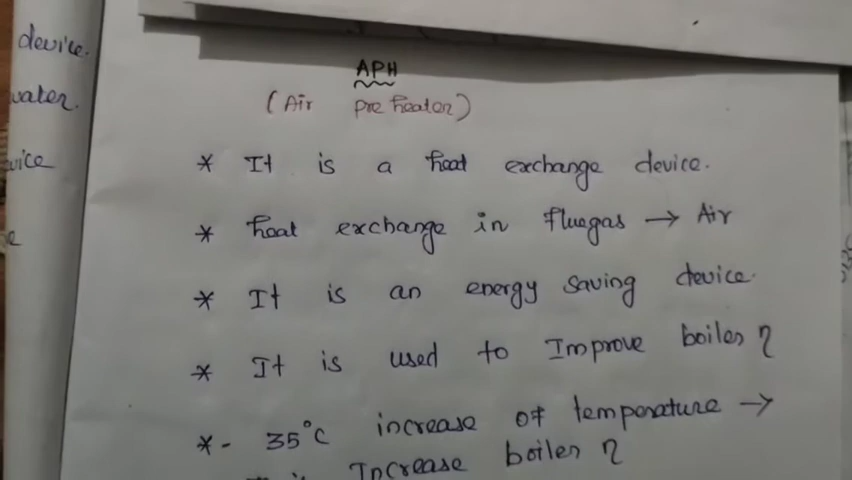 device.
water.
APH
(Air pre heater)
* It is a heat exchange device.
* heat exchange in fluegas → Air
* It is an energy saving device.
* It is used to Improve boiler η
*- 35°C increase of temperature →
Increase boiler η